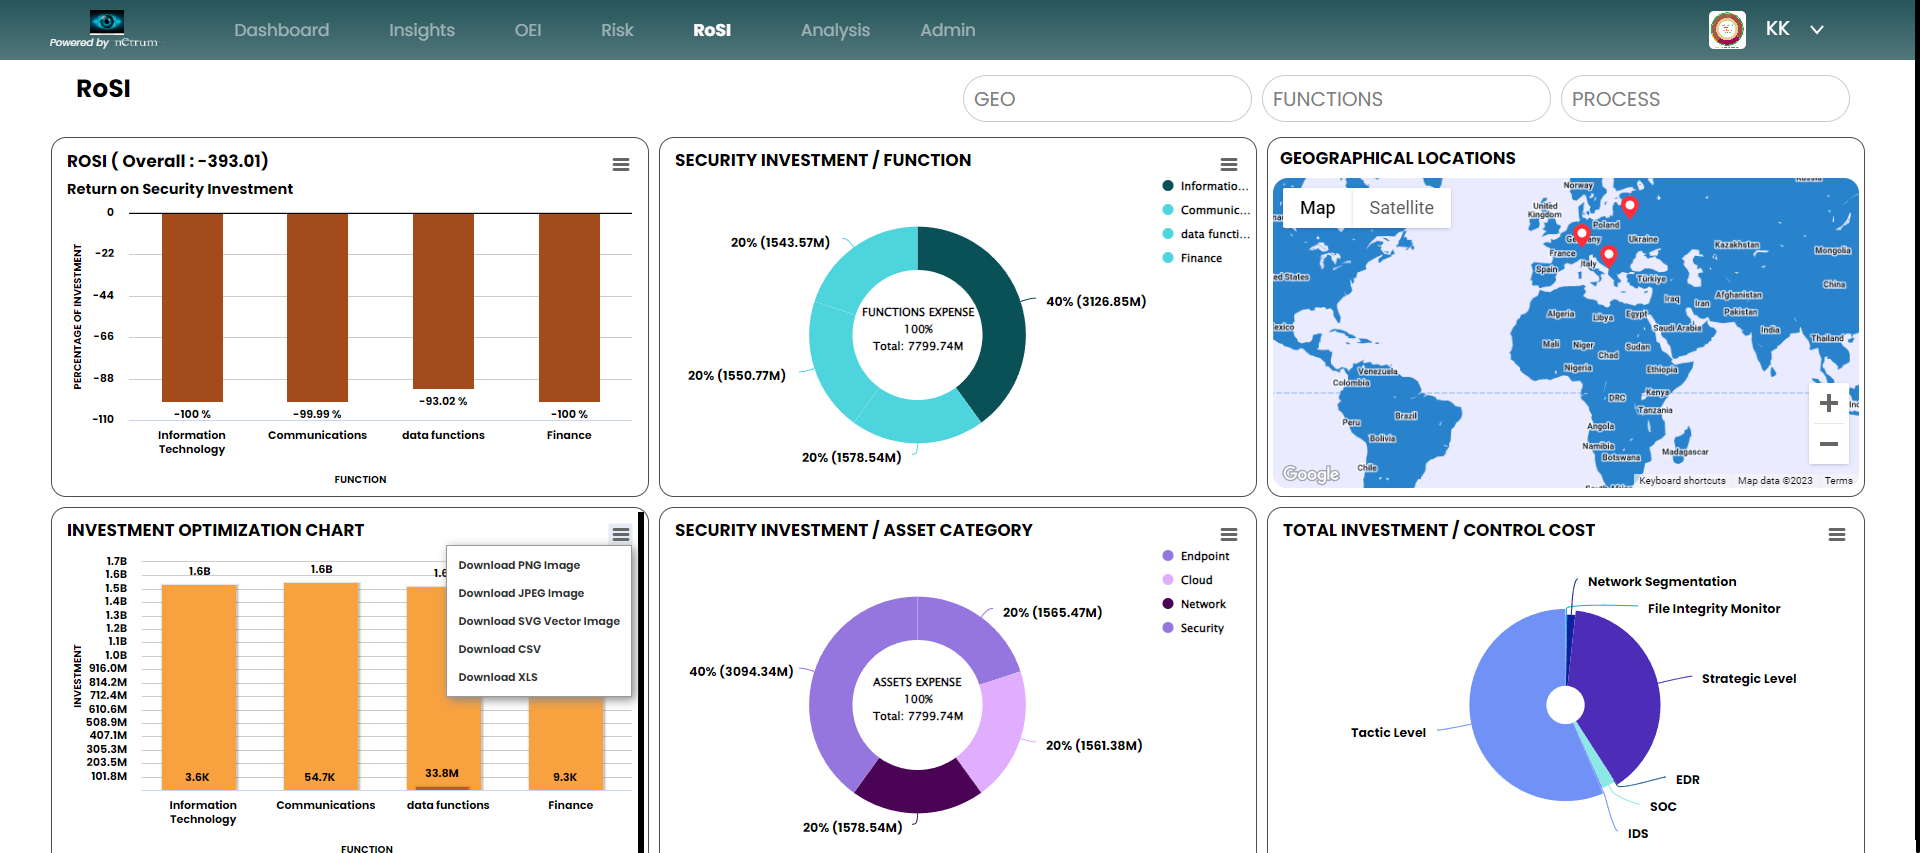 Powered by nCtrum
Dashboard
Insights
OEI
Risk
RoSI
Analysis
Admin
KK
RoSI
GEO
FUNCTIONS
PROCESS
ROSI ( Overall : -393.01)
Return on Security Investment
PERCENTAGE OF INVESTMENT
0
-22
-44
-66
-88
-110
-100 %
-99.99 %
-93.02 %
-100 %
Information
Technology
Communications
data functions
Finance
FUNCTION
SECURITY INVESTMENT / FUNCTION
Informatio...
Communic...
data functi...
Finance
20% (1543.57M)
40% (3126.85M)
20% (1550.77M)
20% (1578.54M)
FUNCTIONS EXPENSE
100%
Total: 7799.74M
GEOGRAPHICAL LOCATIONS
Map
Satellite
Norway
United
Kingdom
Poland
Germany
Ukraine
France
Italy
Spain
Türkiye
Kazakhstan
Mongolia
China
ed States
exico
Iraq
Iran
Afghanistan
Pakistan
Algeria
Libya
Egypt
Saudi Arabia
India
Thailand
Mali
Niger
Chad
Sudan
Nigeria
Ethiopia
Venezuela
Colombia
Kenya
DRC
Tanzania
Brazil
Peru
Bolivia
Angola
Namibia
Botswana
Madagascar
Chile
Google
Keyboard shortcuts
Map data ©2023
Terms
INVESTMENT OPTIMIZATION CHART
Download PNG Image
Download JPEG Image
Download SVG Vector Image
Download CSV
Download XLS
INVESTMENT
1.7B
1.6B
1.5B
1.4B
1.3B
1.2B
1.1B
1.0B
916.0M
814.2M
712.4M
610.6M
508.9M
407.1M
305.3M
203.5M
101.8M
1.6B
1.6B
1.6
3.6K
54.7K
33.8M
9.3K
Information
Technology
Communications
data functions
Finance
FUNCTION
SECURITY INVESTMENT / ASSET CATEGORY
Endpoint
Cloud
Network
Security
20% (1565.47M)
40% (3094.34M)
20% (1561.38M)
20% (1578.54M)
ASSETS EXPENSE
100%
Total: 7799.74M
TOTAL INVESTMENT / CONTROL COST
Network Segmentation
File Integrity Monitor
Strategic Level
Tactic Level
EDR
SOC
IDS